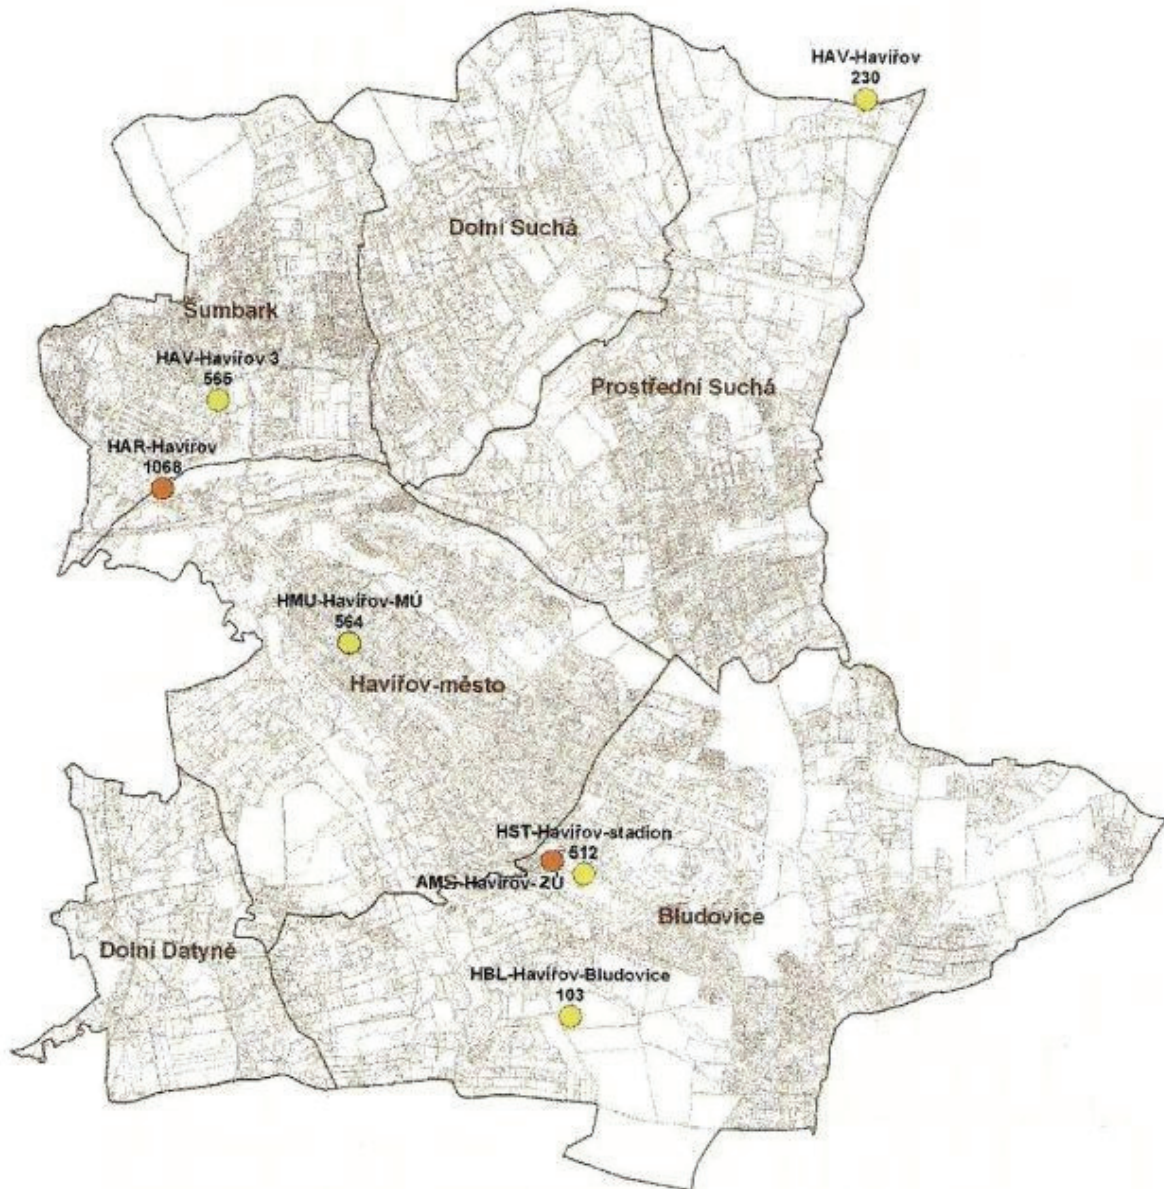 HAV-Havířov
230
Dolní Suchá
Šumbark
HAV-Havířov 3
565
Prostřední Suchá
HAR-Havířov
1068
HMU-Havířov-MÚ
564
Havířov-město
HST-Havířov-stadion
512
AMS-Havířov-ZÚ
Bludovice
Dolní Datyně
HBL-Havířov-Bludovice
103